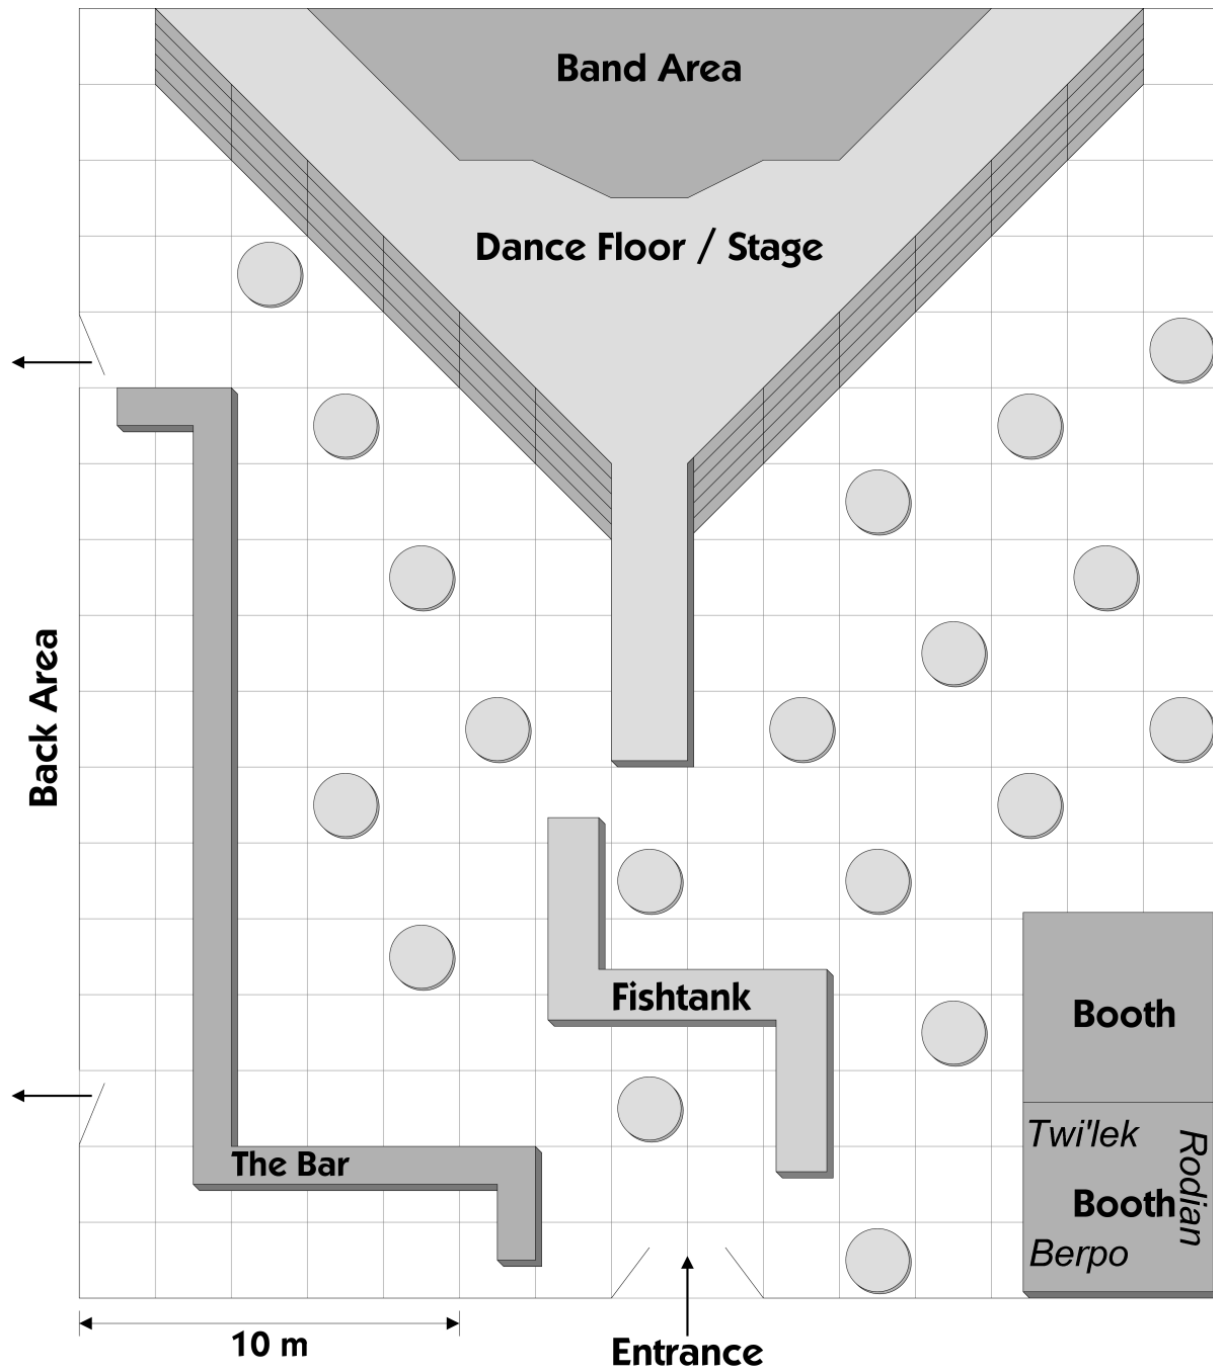 Band Area
Dance Floor / Stage
Back Area
Fishtank
Booth
Twi'lek
Rodian
The Bar
Booth
Berpo
10 m
Entrance